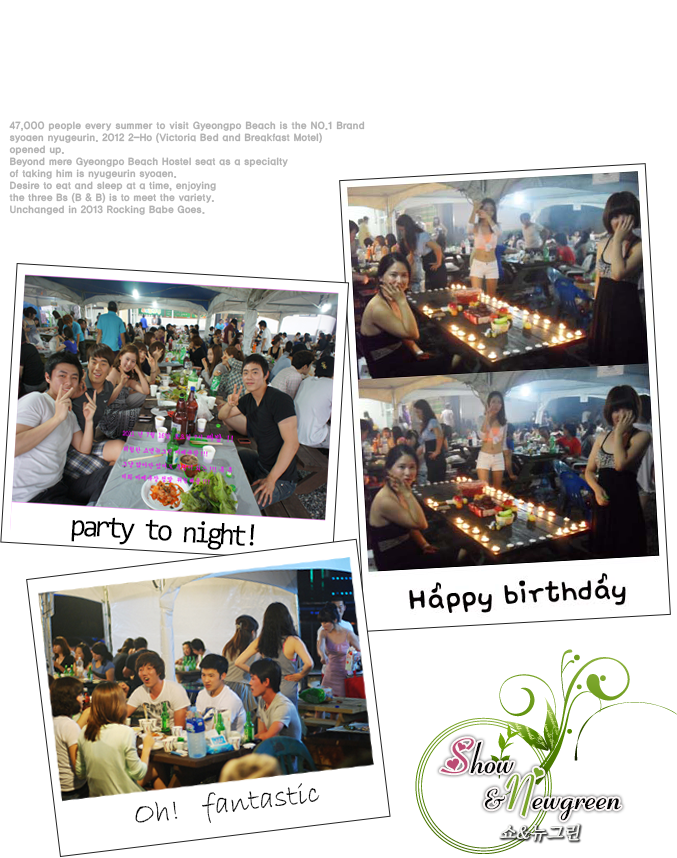 47,000 people every summer to visit Gyeongpo Beach is the NO.1 Brand
syoaen nyugeurin. 2012 2-Ho (Victoria Bed and Breakfast Motel)
opened up.
Beyond mere Gyeongpo Beach Hostel seat as a specialty
of taking him is nyugeurin syoaen.
Desire to eat and sleep at a time, enjoying
the three Bs (B & B) is to meet the variety.
Unchanged in 2013 Rocking Babe Goes.
party to night!
Happy birthday
Oh! fantastic
Show
&Newgreen
쇼&뉴그린